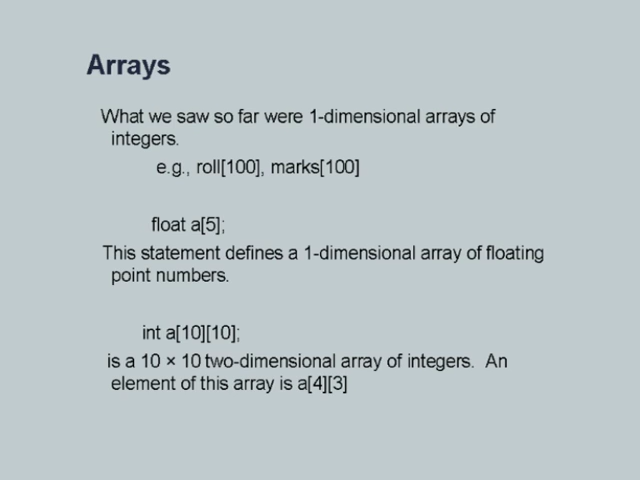 Arrays
What we saw so far were 1-dimensional arrays of
integers.
e.g., roll[100], marks[100]
float a[5];
This statement defines a 1-dimensional array of floating
point numbers.
int a[10][10];
is a 10 × 10 two-dimensional array of integers. An
element of this array is a[4][3]